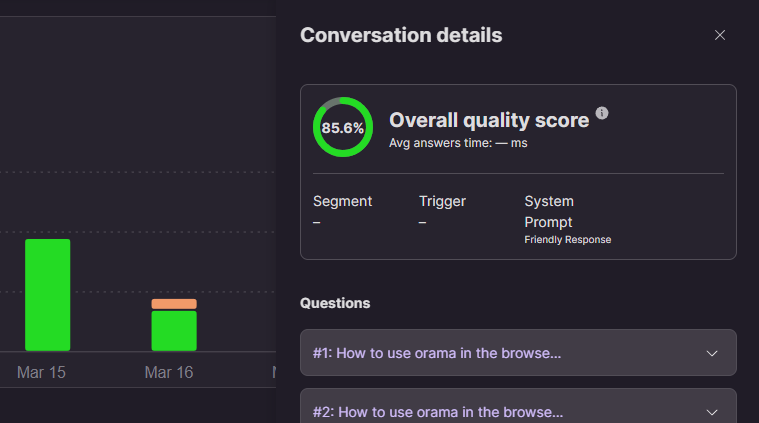 Conversation details
85.6%
Overall quality score
Avg answers time: — ms
Segment
–
Trigger
–
System
Prompt
Friendly Response
Questions
#1: How to use orama in the browse...
#2: How to use orama in the browse...
Mar 15
Mar 16